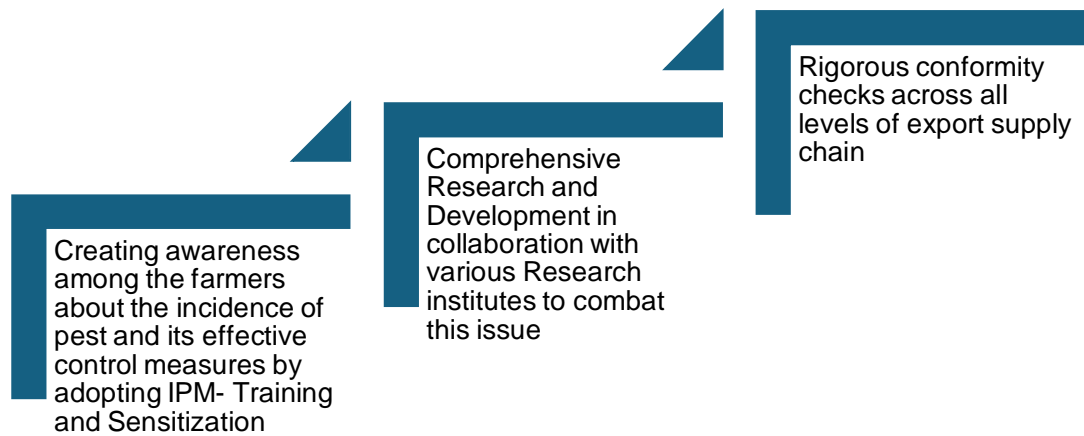 Creating awareness
among the farmers
about the incidence of
pest and its effective
control measures by
adopting IPM- Training
and Sensitization
Comprehensive
Research and
Development in
collaboration with
various Research
institutes to combat
this issue
Rigorous conformity
checks across all
levels of export supply
chain